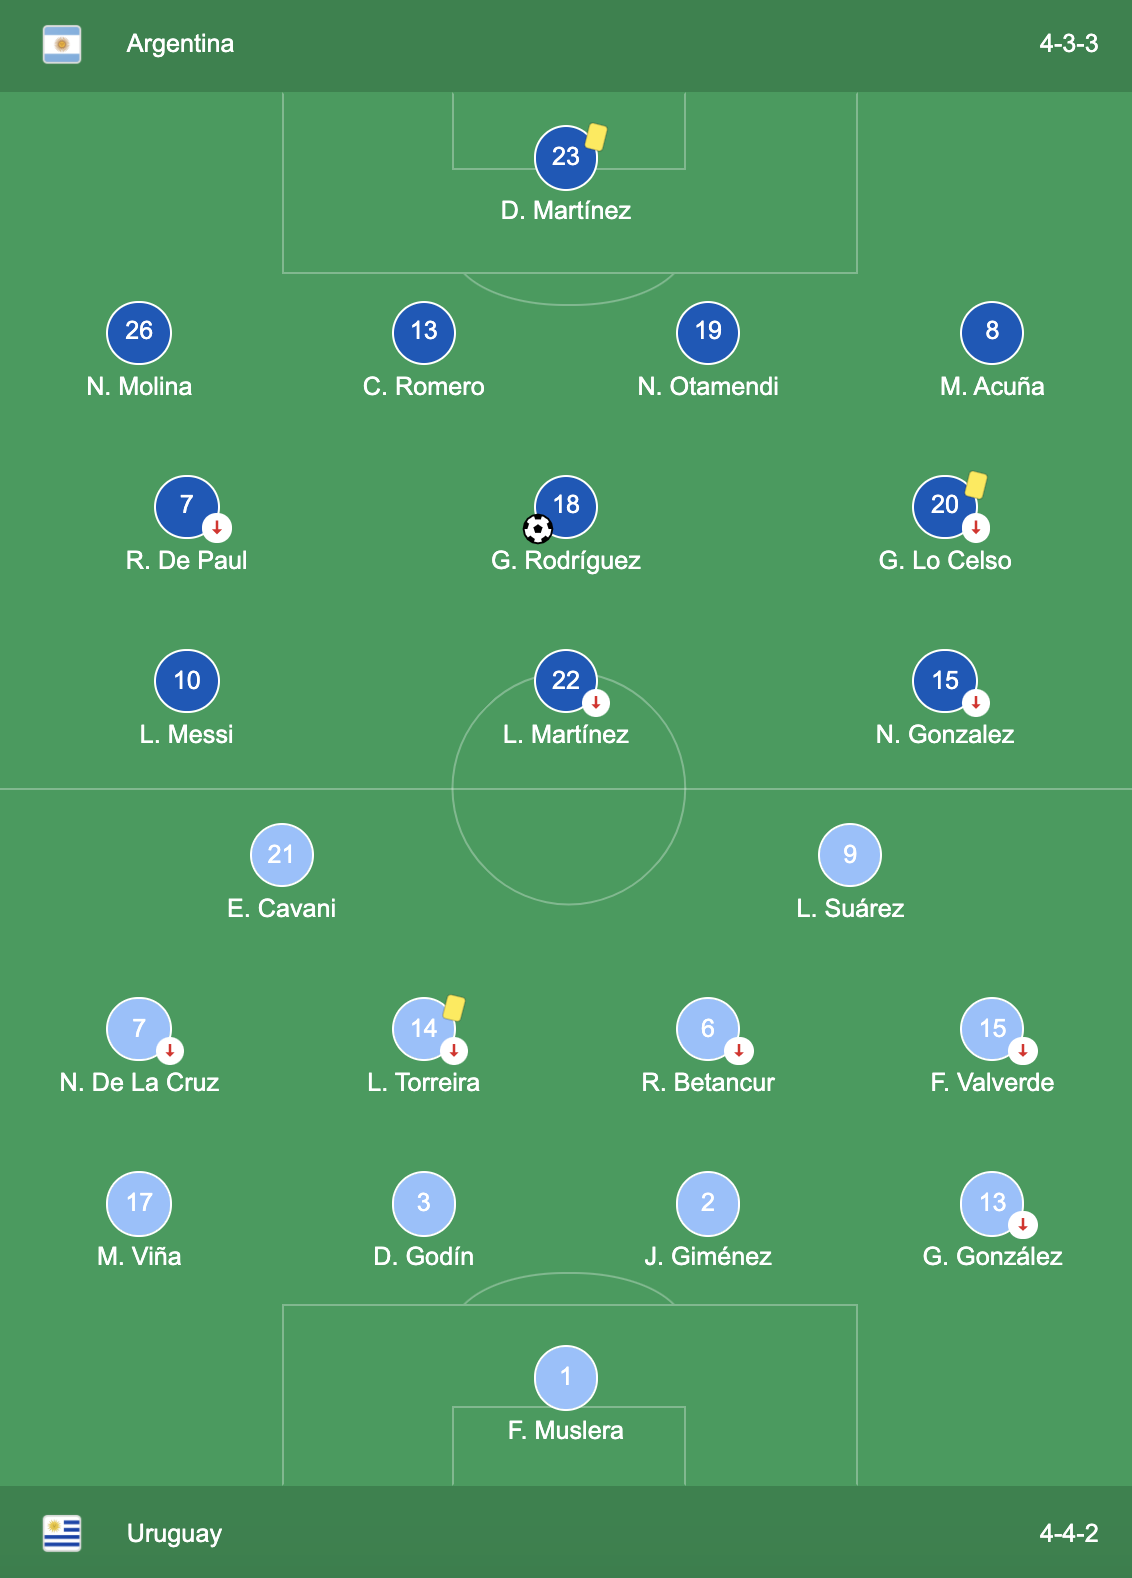 Argentina 4-3-3
23
D. Martínez
26 13 19 8
N. Molina C. Romero N. Otamendi M. Acuña
7 18 20
R. De Paul G. Rodríguez G. Lo Celso
10 22 15
L. Messi L. Martínez N. Gonzalez
21 9
E. Cavani L. Suárez
7 14 6 15
N. De La Cruz L. Torreira R. Betancur F. Valverde
17 3 2 13
M. Viña D. Godín J. Giménez G. González
1
F. Muslera
Uruguay 4-4-2